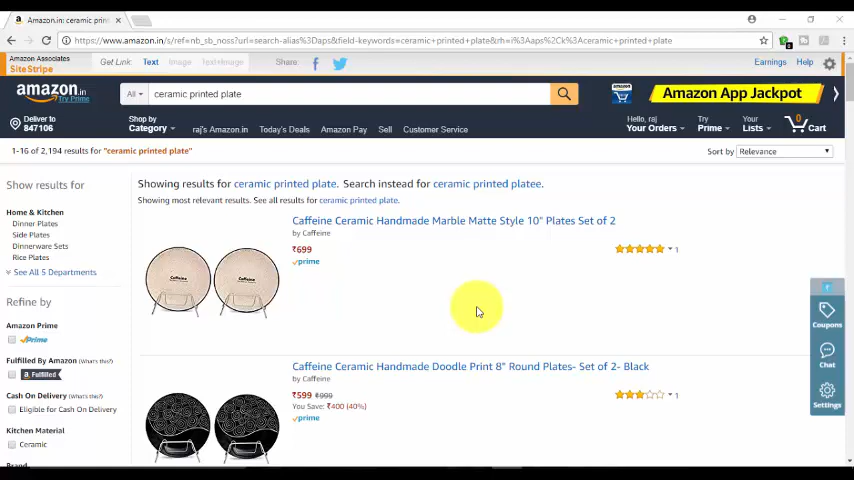 Amazon.in: ceramic print
https://www.amazon.in/s/ref=nb_sb_noss?url=search-alias%3Daps&field-keywords=ceramic+printed+plate&rh=i%3Aaps%2Ck%3Aceramic+printed+plate
Amazon Associates
SiteStripe
Get Link:
Text
Image
Text+Image
Share:
Earnings
Help
amazon.in
Try Prime
All
ceramic printed plate
Amazon App Jackpot
Deliver to
847106
Shop by
Category
raj's Amazon.in
Today's Deals
Amazon Pay
Sell
Customer Service
Hello, raj
Your Orders
Try
Prime
Your
Lists
0
Cart
1-16 of 2,194 results for "ceramic printed plate"
Sort by
Relevance
Show results for
Home & Kitchen
Dinner Plates
Side Plates
Dinnerware Sets
Rice Plates
See All 5 Departments
Refine by
Amazon Prime
Prime
Fulfilled By Amazon (What's this?)
a Fulfilled
Cash On Delivery (What's this?)
Eligible for Cash On Delivery
Kitchen Material
Ceramic
Brand
Showing results for ceramic printed plate. Search instead for ceramic printed platee.
Showing most relevant results. See all results for ceramic printed plate.
Caffeine Ceramic Handmade Marble Matte Style 10" Plates Set of 2
by Caffeine
₹699
prime
1
Caffeine
Caffeine
Caffeine Ceramic Handmade Doodle Print 8" Round Plates- Set of 2- Black
by Caffeine
₹599 ₹999
You Save: ₹400 (40%)
prime
1
Coupons
Chat
Settings